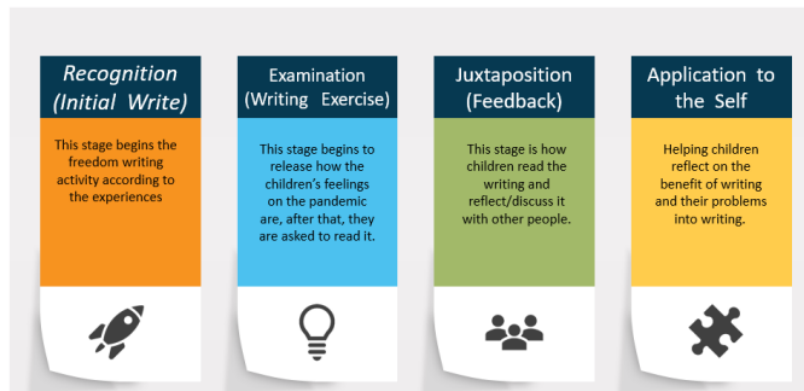 Recognition
(Initial Write)
This stage begins the
freedom writing
activity according to
the experiences
Examination
(Writing Exercise)
This stage begins to
release how the
children's feelings
on the pandemic
are, after that, they
are asked to read it.
Juxtaposition
(Feedback)
This stage is how
children read the
writing and
reflect/discuss it
with other people.
Application to
the Self
Helping children
reflect on the
benefit of writing
and their problems
into writing.